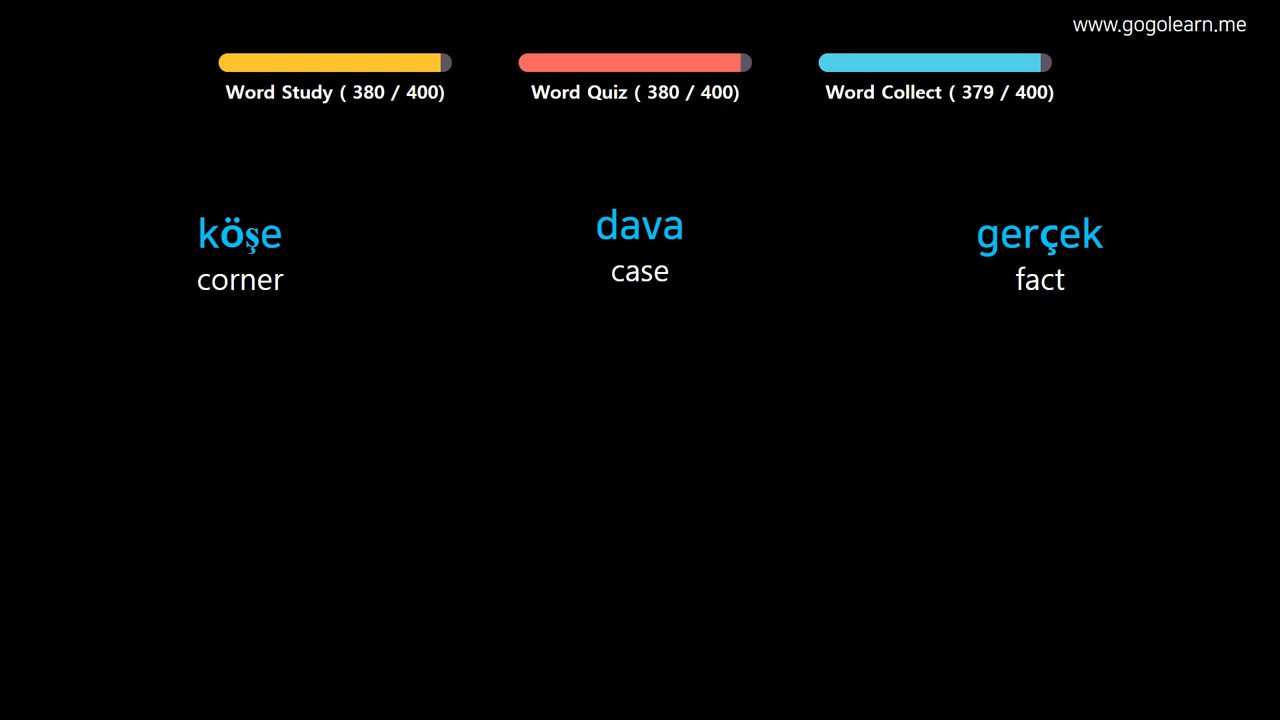 www.gogolearn.me
Word Study ( 380 / 400)
Word Quiz ( 380 / 400)
Word Collect ( 379 / 400)
köşe
corner
dava
case
gerçek
fact